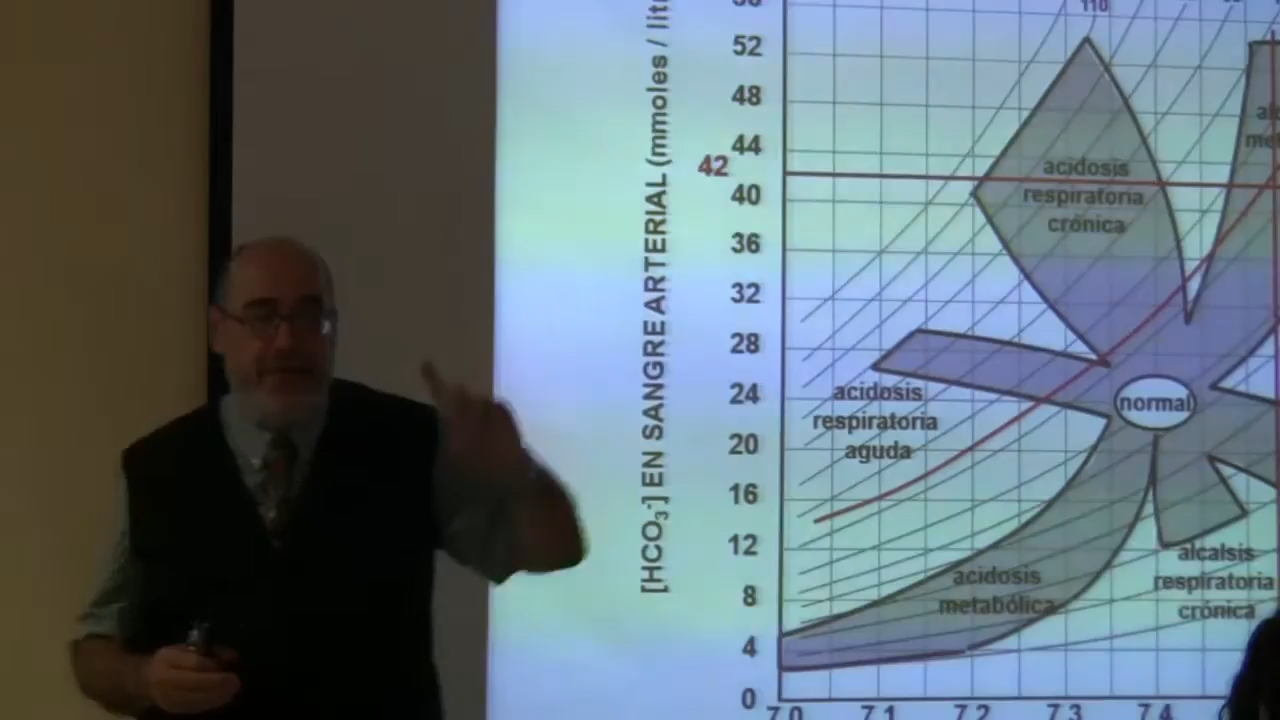 110
[HCO3-] EN SANGRE ARTERIAL (mmoles /
52
48
44
42
40
36
32
28
24
20
16
12
8
4
0
7.0
7.1
7.2
7.3
7.4
acidosis
respiratoria
crónica
acidosis
respiratoria
aguda
normal
acidosis
metabólica
alcalsis
respiratoria
crónica